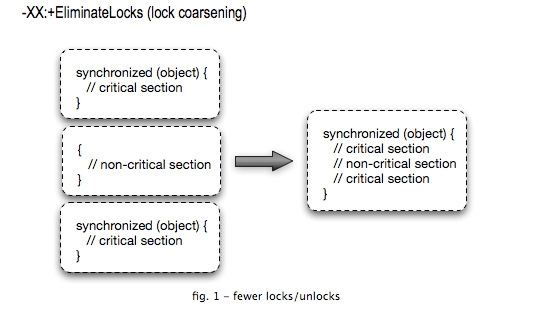 -XX:+EliminateLocks (lock coarsening)
synchronized (object) {
// critical section
}
{
// non-critical section
}
synchronized (object) {
// critical section
}
synchronized (object) {
// critical section
// non-critical section
// critical section
}
fig. 1 – fewer locks/unlocks